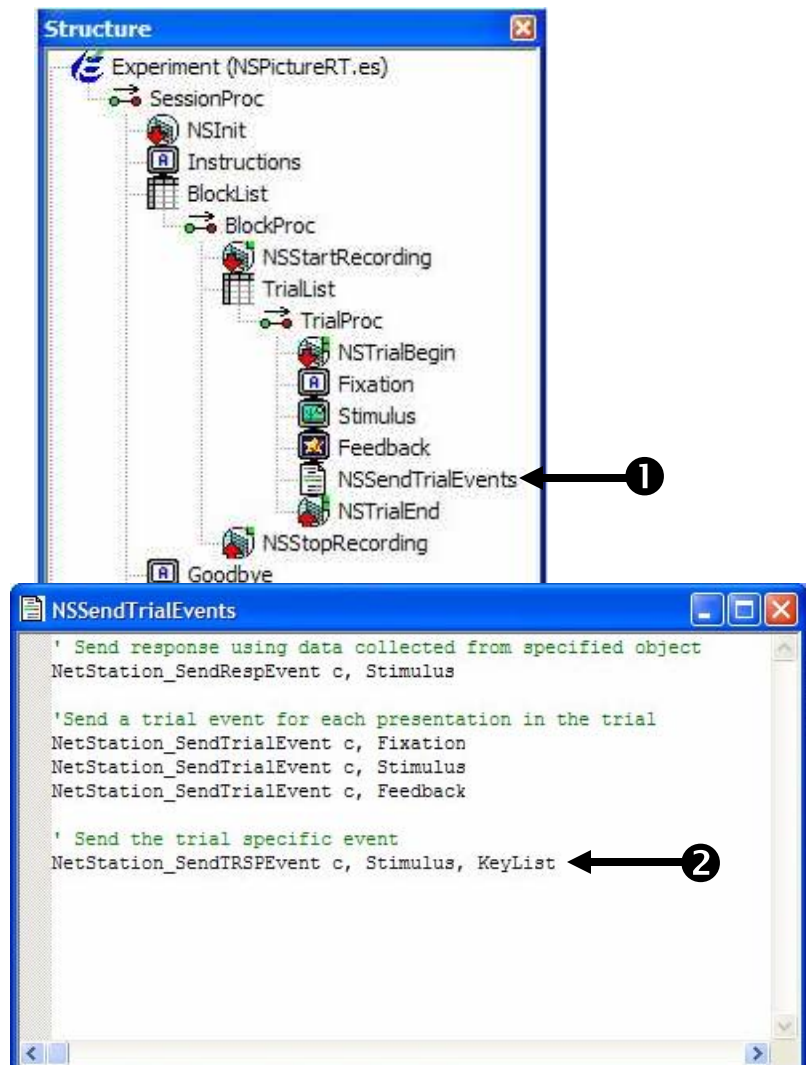 Structure
Experiment (NSPictureRT.es)
SessionProc
NSInit
Instructions
BlockList
BlockProc
NSStartRecording
TrialList
TrialProc
NSTrialBegin
Fixation
Stimulus
Feedback
NSSendTrialEvents 1
NSTrialEnd
NSStopRecording
Goodbye
NSSendTrialEvents
' Send response using data collected from specified object
NetStation_SendRespEvent c, Stimulus
'Send a trial event for each presentation in the trial
NetStation_SendTrialEvent c, Fixation
NetStation_SendTrialEvent c, Stimulus
NetStation_SendTrialEvent c, Feedback
' Send the trial specific event
NetStation_SendTRSPEvent c, Stimulus, KeyList 2